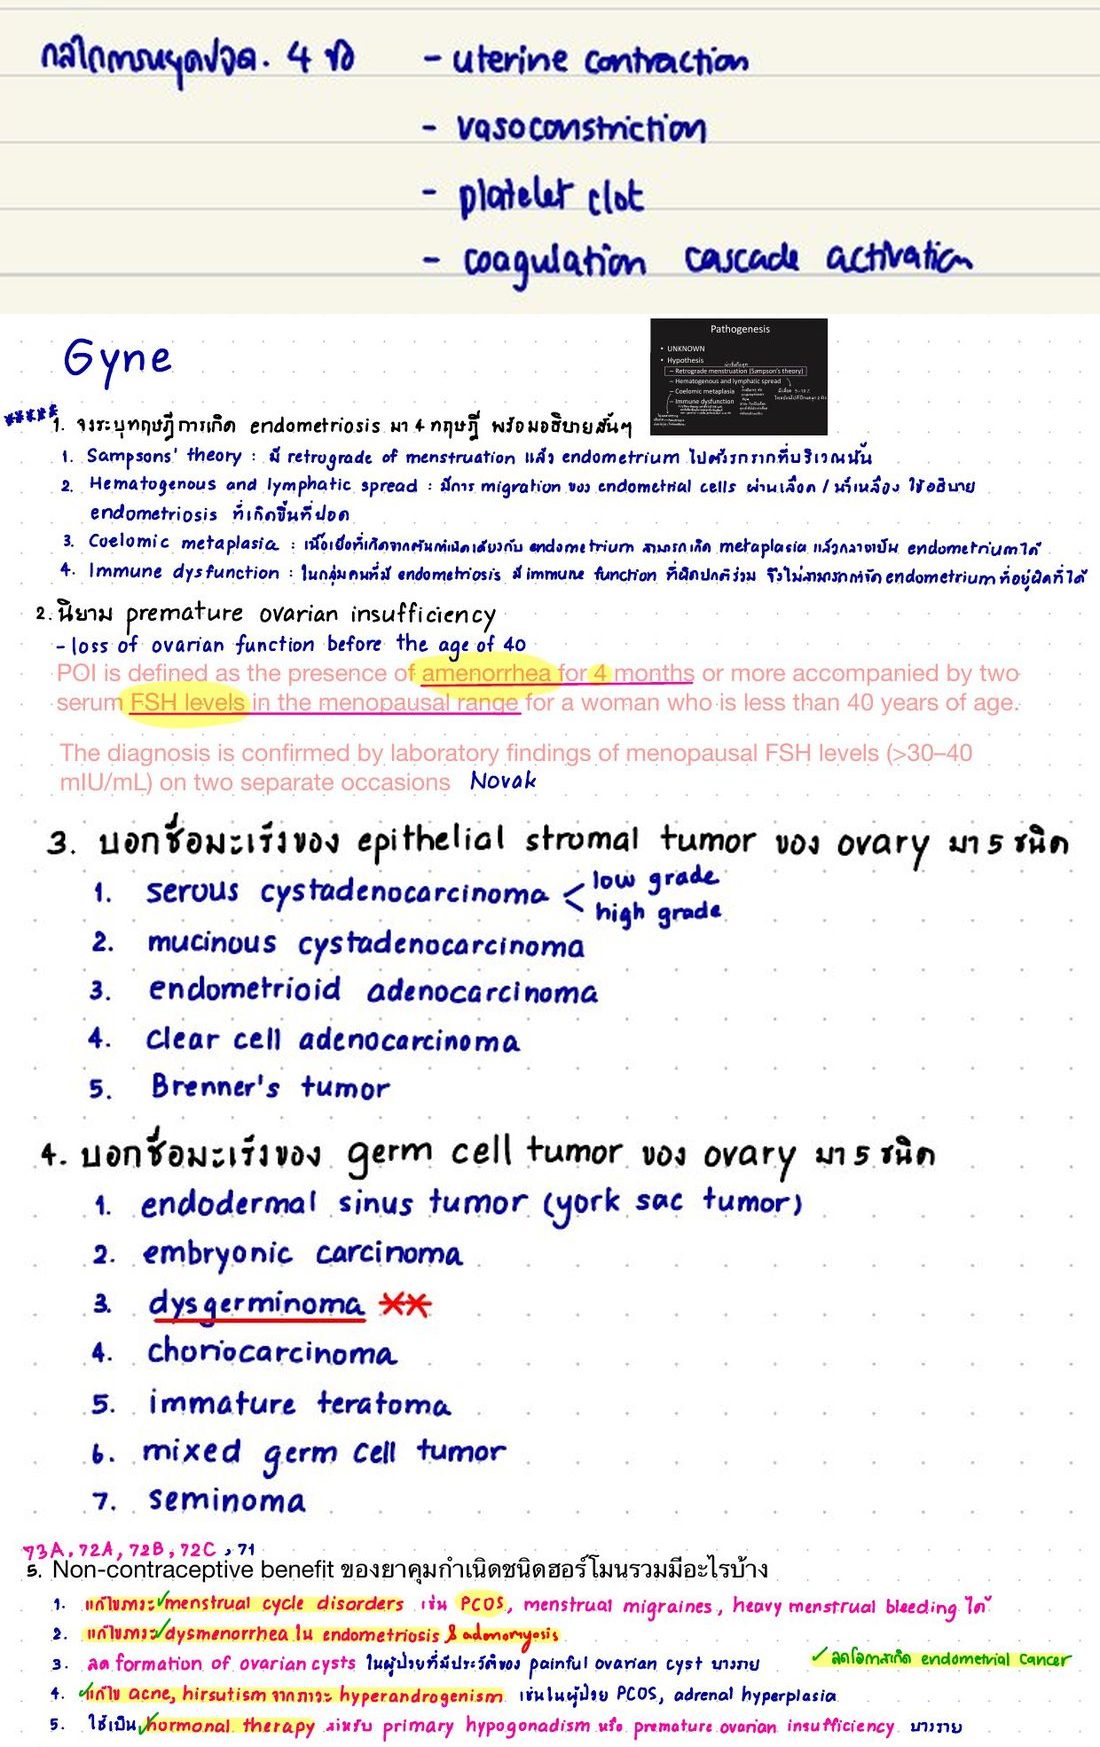 กลไกการหยุดปจด. 4 ข้อ - uterine contraction
- vasoconstriction
- platelet clot
- coagulation cascade activation
Gyne
Pathogenesis
• UNKNOWN
• Hypothesis
– Retrograde menstruation (Sampson's theory)
– Hematogenous and lymphatic spread
– Coelomic metaplasia
– Immune dysfunction
***** 1. จงระบุทฤษฎีการเกิด endometriosis มา 4 ทฤษฎี พร้อมอธิบายสั้นๆ
1. Sampsons' theory : มี retrograde of menstruation แล้ว endometrium ไปฝังรกรากที่บริเวณนั้น
2. Hematogenous and lymphatic spread : มีการ migration ของ endometrial cells ผ่านเลือด / น้ำเหลือง ใช้อธิบาย
endometriosis ที่เกิดขึ้นที่ปอด
3. Coelomic metaplasia : เนื้อเยื่อที่เกิดจากต้นกำเนิดเดียวกับ endometrium สามารถเกิด metaplasia แล้วกลายเป็น endometrium ได้
4. Immune dysfunction : ในกลุ่มคนที่มี endometriosis มี immune function ที่ผิดปกติร่วม จึงไม่สามารถกำจัด endometrium ที่อยู่ผิดที่ได้
2. นิยาม premature ovarian insufficiency
- loss of ovarian function before the age of 40
POI is defined as the presence of amenorrhea for 4 months or more accompanied by two
serum FSH levels in the menopausal range for a woman who is less than 40 years of age.
The diagnosis is confirmed by laboratory findings of menopausal FSH levels (>30–40
mIU/mL) on two separate occasions Novak
3. บอกชื่อมะเร็งของ epithelial stromal tumor ของ ovary มา 5 ชนิด
1. serous cystadenocarcinoma < low grade
high grade
2. mucinous cystadenocarcinoma
3. endometrioid adenocarcinoma
4. clear cell adenocarcinoma
5. Brenner's tumor
4. บอกชื่อมะเร็งของ germ cell tumor ของ ovary มา 5 ชนิด
1. endodermal sinus tumor (york sac tumor)
2. embryonic carcinoma
3. dysgerminoma **
4. choriocarcinoma
5. immature teratoma
6. mixed germ cell tumor
7. seminoma
73A, 72A, 72B, 72C, 71
5. Non-contraceptive benefit ของยาคุมกำเนิดชนิดฮอร์โมนรวมมีอะไรบ้าง
1. แก้ไขภาวะ ✓menstrual cycle disorders เช่น PCOS, menstrual migraines, heavy menstrual bleeding ได้
2. แก้ไขภาวะ ✓dysmenorrhea ใน endometriosis & adenomyosis
3. ลด formation of ovarian cysts ในผู้ป่วยที่มีประวัติของ painful ovarian cyst บางราย ✓ลดโอกาสเกิด endometrial cancer
4. ✓แก้ไข acne, hirsutism จากภาวะ hyperandrogenism เช่นในผู้ป่วย PCOS, adrenal hyperplasia
5. ใช้เป็น ✓hormonal therapy สำหรับ primary hypogonadism หรือ premature ovarian insufficiency บางราย